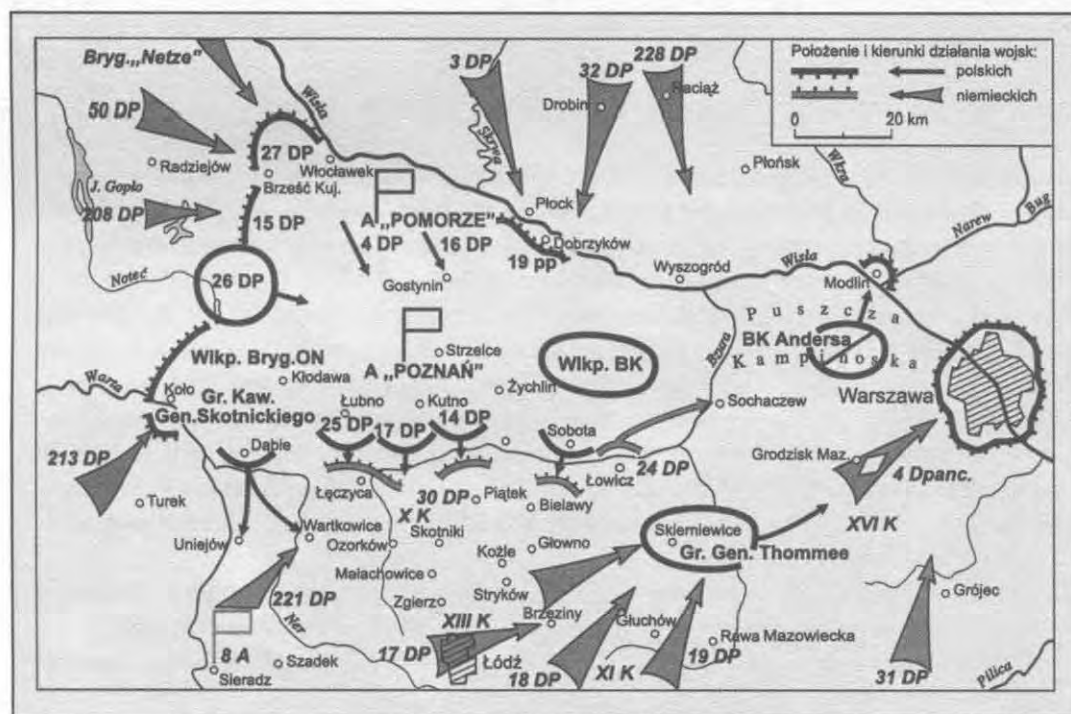 Położenie i kierunki działania wojsk:
polskich
niemieckich
0 20 km
Bryg.„Netze”
50 DP
Radziejów
J. Gopło
208 DP
Noteć
27 DP
Włocławek
Brześć Kuj.
15 DP
26 DP
Wisła
3 DP
Skrwa
32 DP
Drobin
228 DP
Raciąż
Płońsk
Wkra
Narew
Bug
A „POMORZE”
4 DP
16 DP
Gostynin
Płock
Dobrzyków
19 pp
Wyszogród
Wisła
Modlin
Puszcza
Kampinoska
BK Andersa
Warszawa
Wlkp. Bryg.ON
Warta
Koło
Kłodawa
Gr. Kaw.
Gen.Skotnickiego
A „POZNAŃ”
Strzelce
Wlkp. BK
Żychlin
Bzura
Sochaczew
Łubno
Kutno
25 DP
17 DP
14 DP
Sobota
Dąbie
213 DP
Turek
Łęczyca
30 DP
Piątek
X K
Bielawy
Łowicz
24 DP
Grodzisk Maz.
4 Dpanc.
XVI K
Uniejów
Wartkowice
Ozorków
Skotniki
Koźle
Głowno
Skierniewice
Gr. Gen. Thommee
Małachowice
Stryków
Zgierz
221 DP
Ner
8 A
Sieradz
Szadek
XIII K
17 DP
Łódź
Brzeziny
18 DP
Głuchów
XI K
19 DP
Rawa Mazowiecka
31 DP
Grójec
Pilica